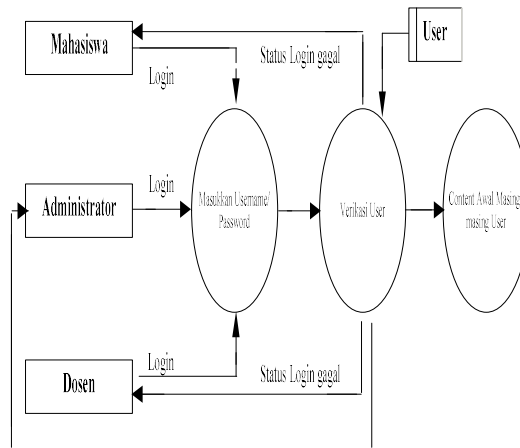 Mahasiswa
Login
Status Login gagal
User
Administrator
Login
Masukkan Username/
Password
Verikasi User
Content Awal Masing
masing User
Dosen
Login
Status Login gagal